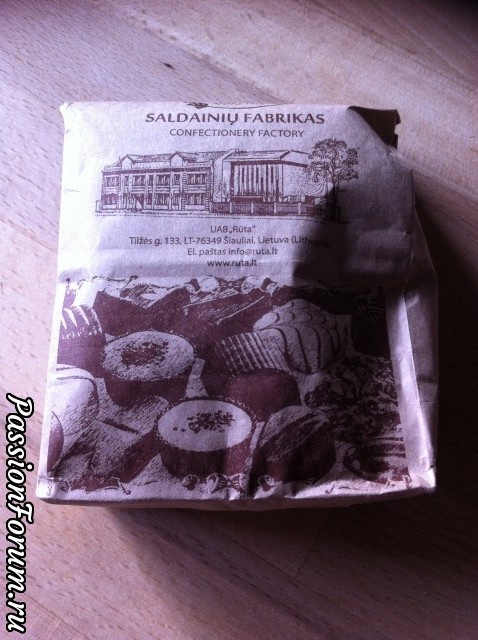 SALDAINIŲ FABRIKAS
CONFECTIONERY FACTORY
UAB „Rūta"
Tilžės g. 133, LT-76349 Šiauliai, Lietuva
El. paštas info@ruta.lt
www.ruta.lt
PassionForum.ru